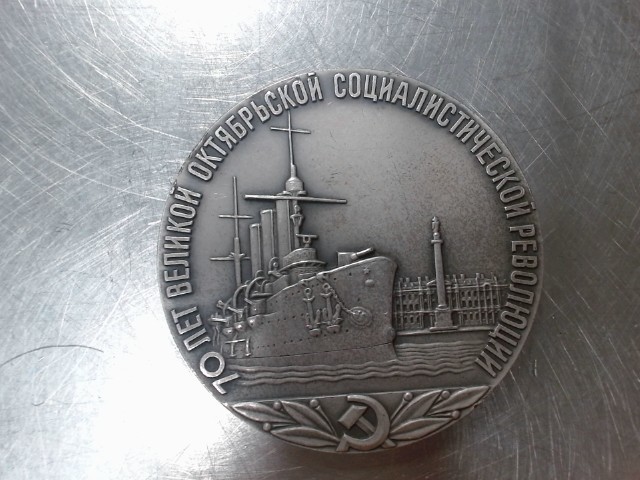 70 ЛЕТ ВЕЛИКОЙ ОКТЯБРЬСКОЙ СОЦИАЛИСТИЧЕСКОЙ РЕВОЛЮЦИИ